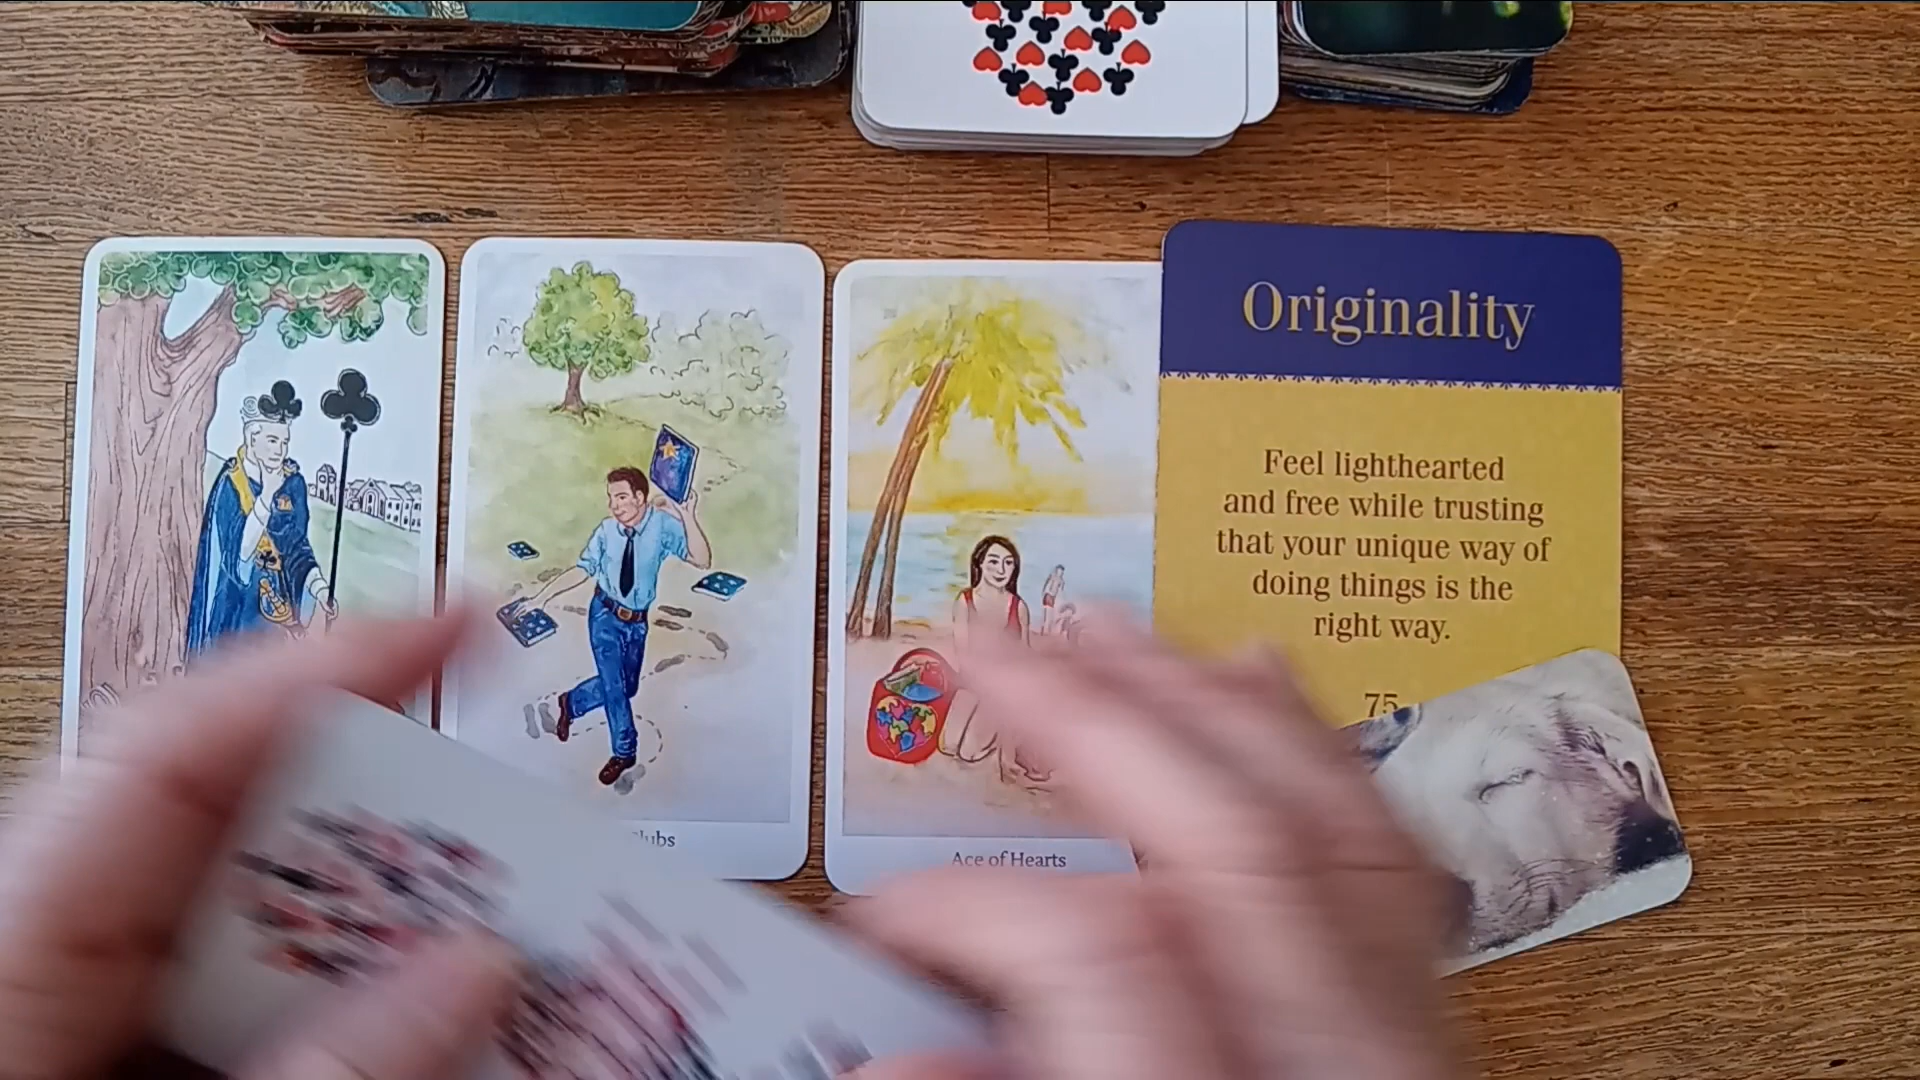 Originality
Feel lighthearted
and free while trusting
that your unique way of
doing things is the
right way.
75
Ace of Hearts